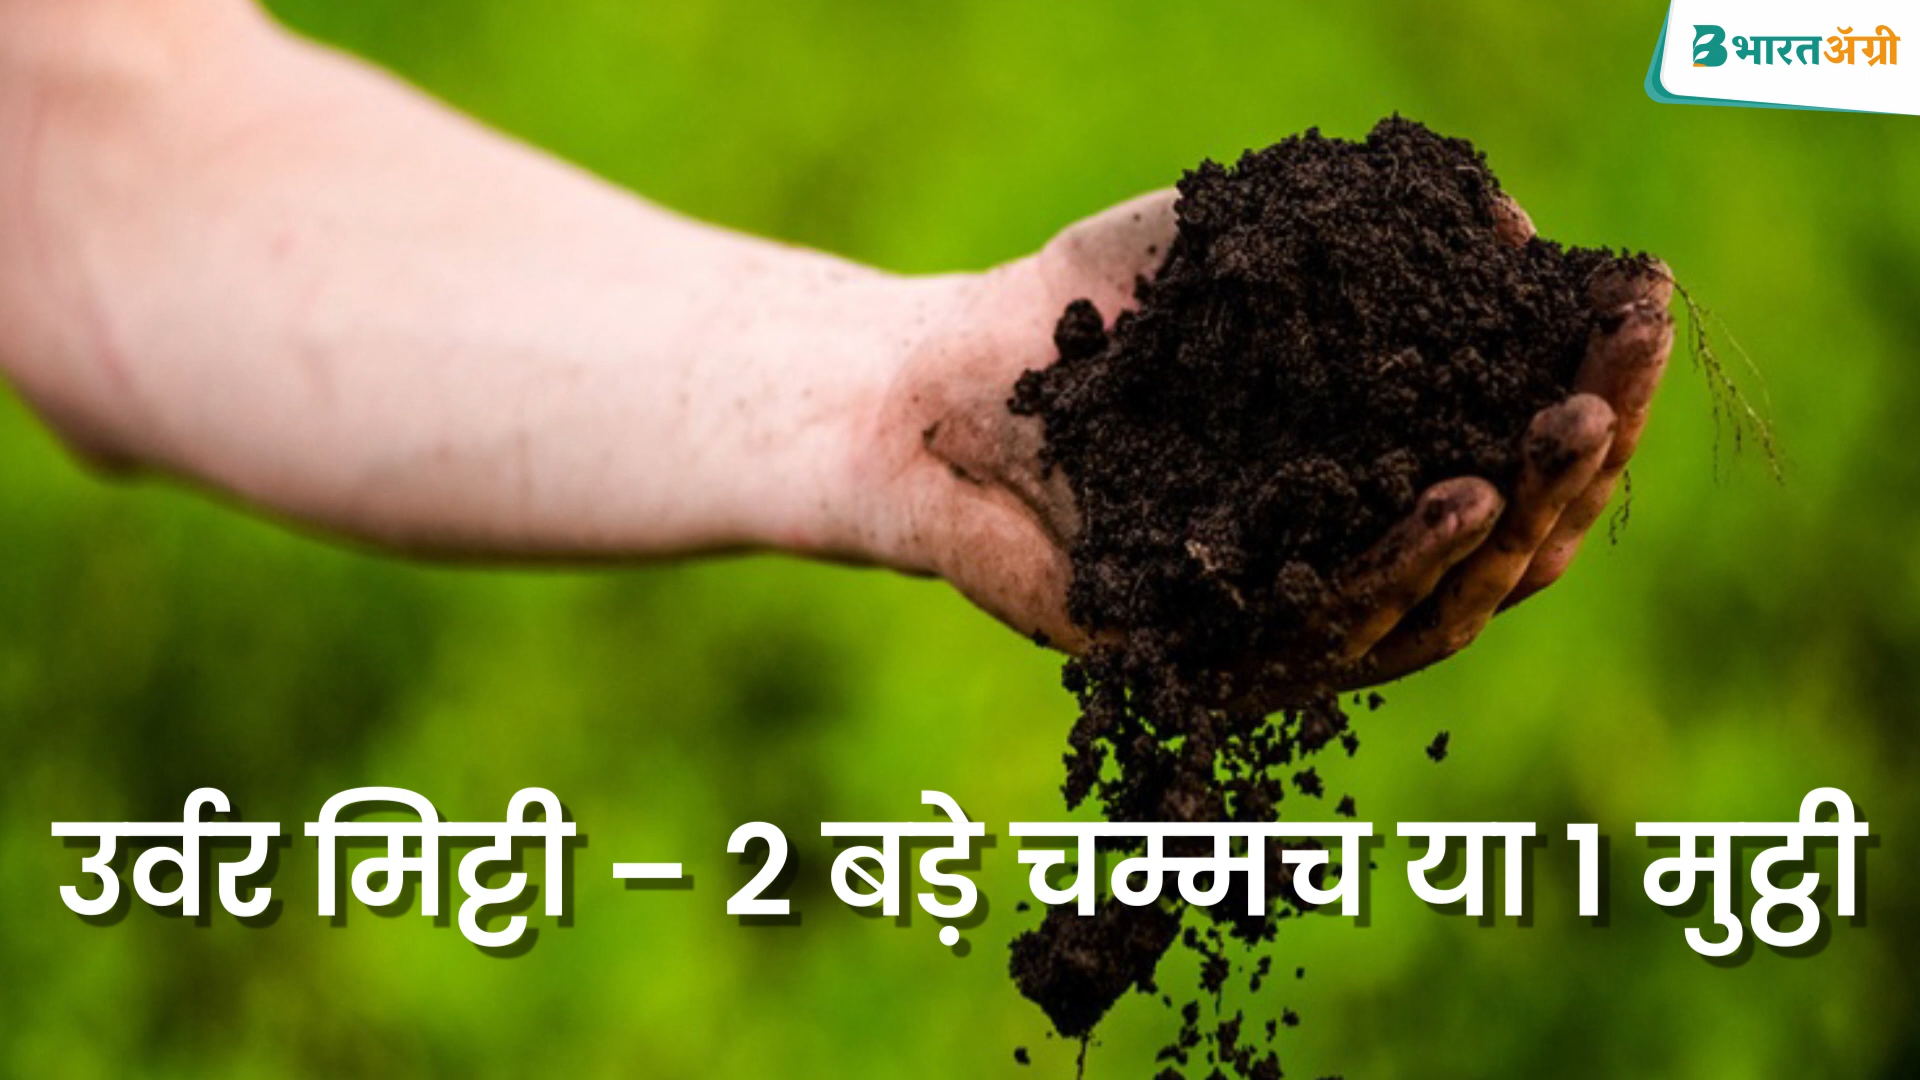 भारतॲग्री
उर्वर मिट्टी – 2 बड़े चम्मच या 1 मुट्ठी